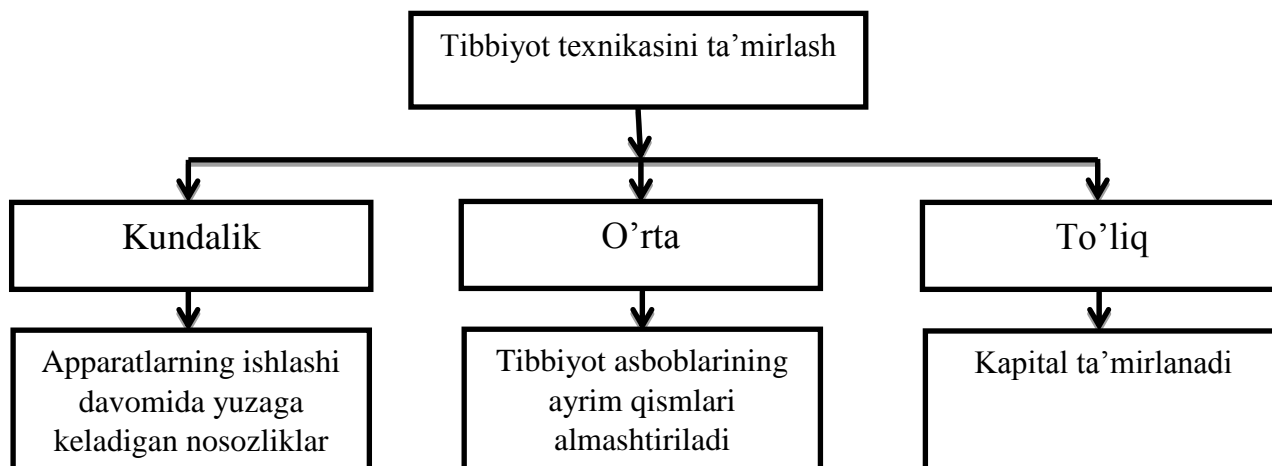 Tibbiyot texnikasini ta’mirlash
Kundalik
O’rta
To’liq
Apparatlarning ishlashi
davomida yuzaga
keladigan nosozliklar
Tibbiyot asboblarining
ayrim qismlari
almashtiriladi
Kapital ta’mirlanadi